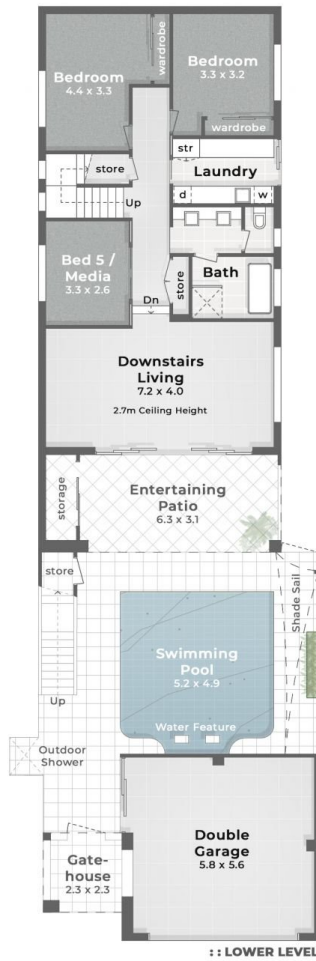 wardrobe
Bedroom
4.4 x 3.3
Bedroom
3.3 x 3.2
wardrobe
str
store
Laundry
d
w
Up
Bed 5 /
Media
3.3 x 2.6
store
Bath
Dn
Downstairs
Living
7.2 x 4.0
2.7m Ceiling Height
storage
Entertaining
Patio
6.3 x 3.1
store
Shade Sail
Swimming
Pool
5.2 x 4.9
Up
Water Feature
Outdoor
Shower
Double
Garage
5.8 x 5.6
Gate-
house
2.3 x 2.3
: : LOWER LEVEL